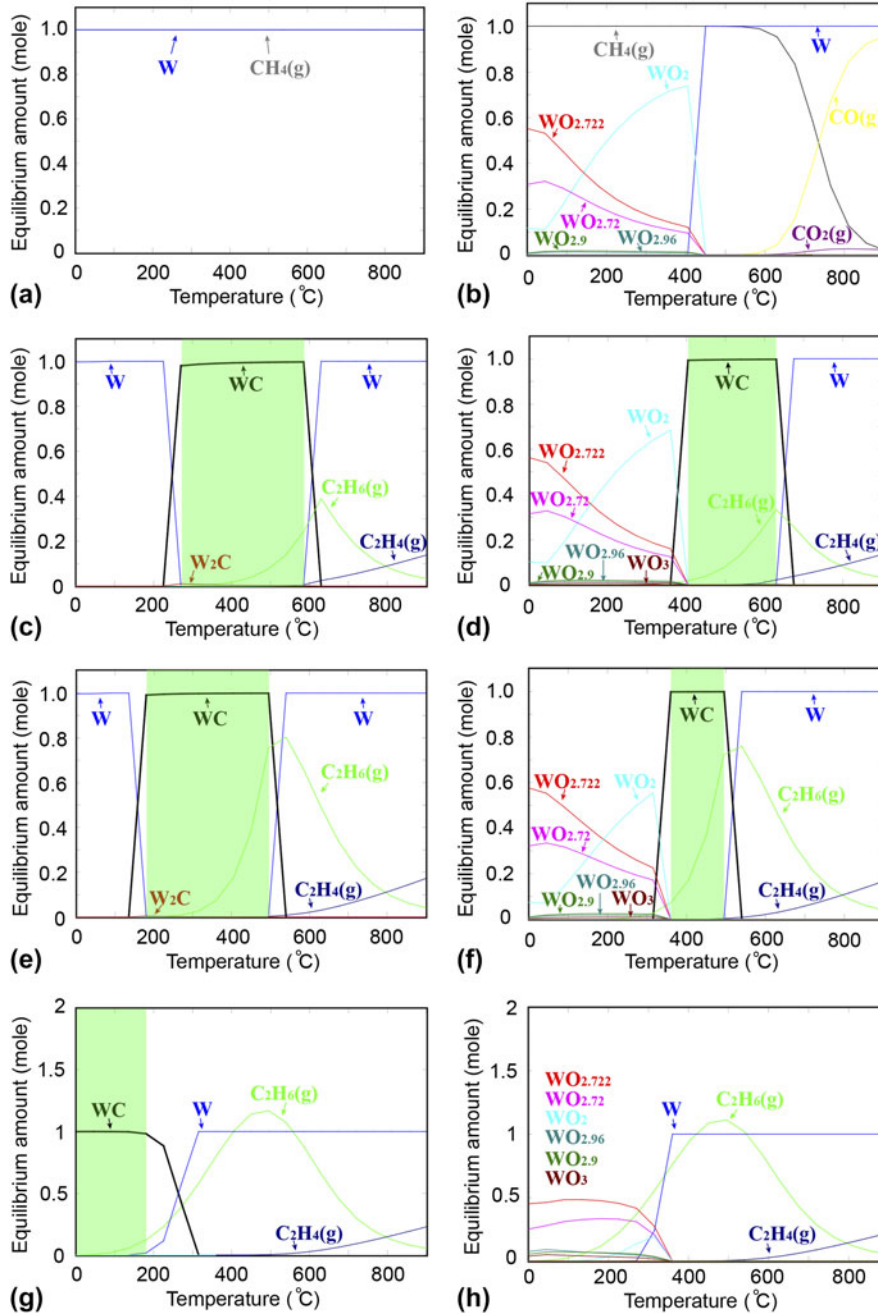 1.0
0.8
0.6
0.4
0.2
0
Equilibrium amount (mole)
W
CH4(g)
0 200 400 600 800
Temperature (℃)
(a)
1.0
0.8
0.6
0.4
0.2
0
Equilibrium amount (mole)
CH4(g)
W
WO2
WO2.722
CO(g)
WO2.72
WO2.9
WO2.96
CO2(g)
0 200 400 600 800
Temperature (℃)
(b)
1.0
0.8
0.6
0.4
0.2
0
Equilibrium amount (mole)
W
WC
W
C2H6(g)
C2H4(g)
W2C
0 200 400 600 800
Temperature (℃)
(c)
1.0
0.8
0.6
0.4
0.2
0
Equilibrium amount (mole)
WC
W
WO2
WO2.722
WO2.72
C2H6(g)
C2H4(g)
WO2.96
WO3
WO2.9
0 200 400 600 800
Temperature (℃)
(d)
1.0
0.8
0.6
0.4
0.2
0
Equilibrium amount (mole)
W
WC
W
C2H6(g)
C2H4(g)
W2C
0 200 400 600 800
Temperature (℃)
(e)
1.0
0.8
0.6
0.4
0.2
0
Equilibrium amount (mole)
WC
W
WO2
WO2.722
C2H6(g)
WO2.72
WO2.96
C2H4(g)
WO2.9
WO3
0 200 400 600 800
Temperature (℃)
(f)
2
1.5
1
0.5
0
Equilibrium amount (mole)
WC
W
C2H6(g)
C2H4(g)
0 200 400 600 800
Temperature (℃)
(g)
2
1.5
1
0.5
0
Equilibrium amount (mole)
WO2.722
WO2.72
WO2
WO2.96
WO2.9
WO3
W
C2H6(g)
C2H4(g)
0 200 400 600 800
Temperature (℃)
(h)